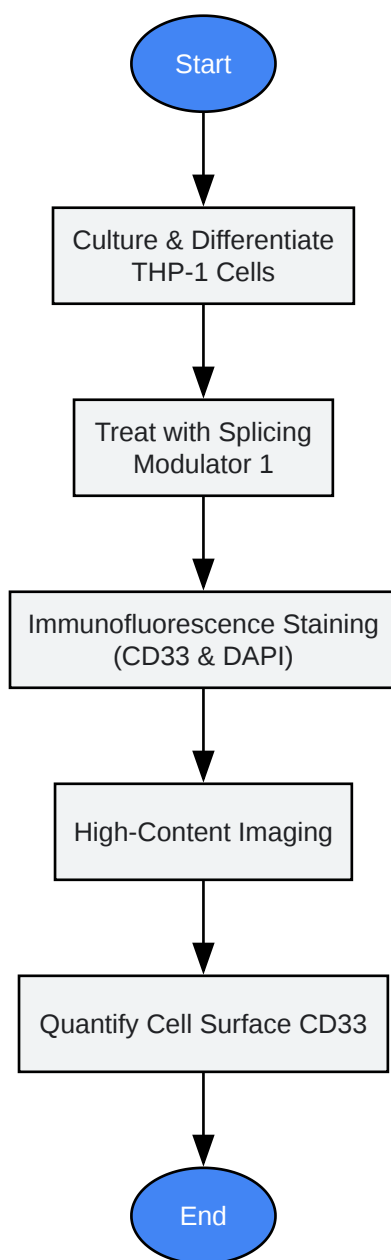 Start
Culture & Differentiate
THP-1 Cells
Treat with Splicing
Modulator 1
Immunofluorescence Staining
(CD33 & DAPI)
High-Content Imaging
Quantify Cell Surface CD33
End